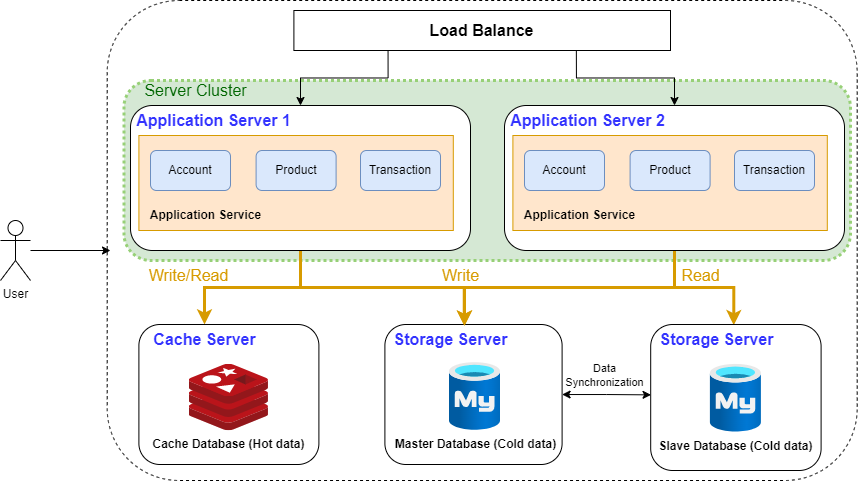 Load Balance
Server Cluster
Application Server 1
Application Server 2
Account
Product
Transaction
Account
Product
Transaction
Application Service
Application Service
User
Write/Read
Write
Read
Cache Server
Storage Server
Storage Server
Data
Synchronization
My
My
Cache Database (Hot data)
Master Database (Cold data)
Slave Database (Cold data)